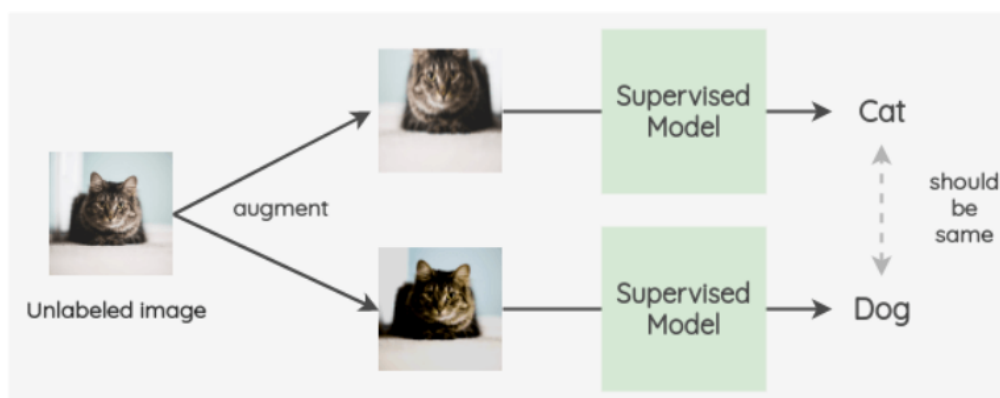 Unlabeled image
augment
Supervised
Model
Cat
should
be
same
Supervised
Model
Dog